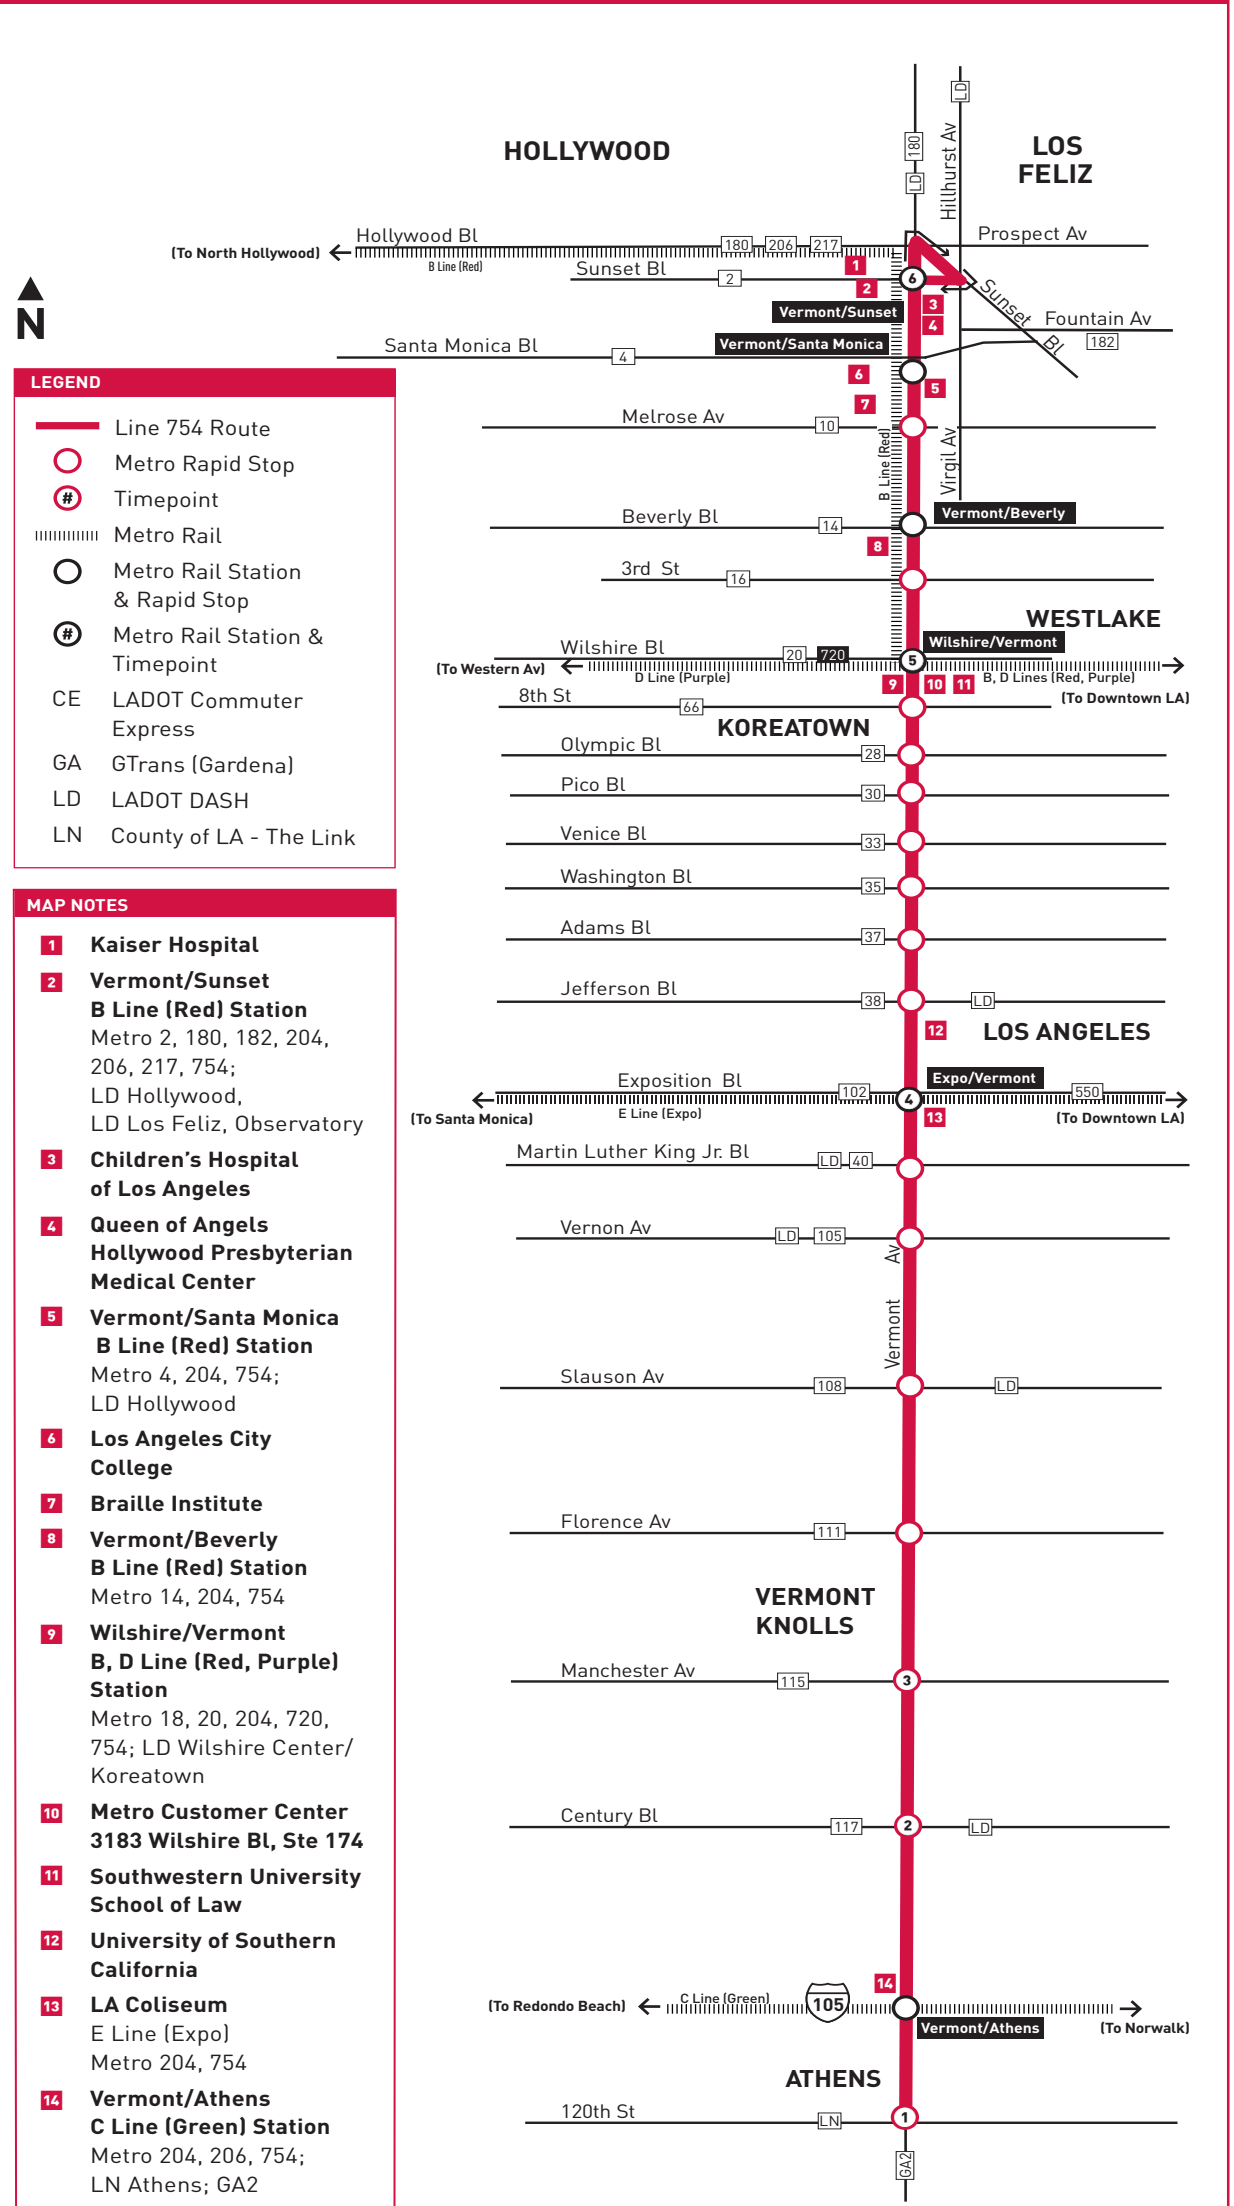 HOLLYWOOD
LOS
FELIZ
LD
180
LD
Hillhurst Av
Hollywood Bl
180
206
217
Prospect Av
(To North Hollywood)
B Line (Red)
1
Sunset Bl
2
2
6
Sunset Bl
3
Vermont/Sunset
4
Fountain Av
182
N
Santa Monica Bl
4
Vermont/Santa Monica
6
5
7
Melrose Av
10
B Line (Red)
Virgil Av
Vermont/Beverly
Beverly Bl
14
8
3rd St
16
WESTLAKE
Wilshire/Vermont
Wilshire Bl
20
720
5
(To Western Av)
D Line (Purple)
B, D Lines (Red, Purple)
9
10
11
(To Downtown LA)
8th St
66
KOREATOWN
Olympic Bl
28
Pico Bl
30
Venice Bl
33
Washington Bl
35
Adams Bl
37
Jefferson Bl
38
LD
12
LOS ANGELES
Exposition Bl
102
Expo/Vermont
550
4
(To Santa Monica)
E Line (Expo)
13
(To Downtown LA)
Martin Luther King Jr. Bl
LD
40
Vernon Av
LD
105
Vermont Av
Slauson Av
108
LD
Florence Av
111
VERMONT
KNOLLS
Manchester Av
115
3
Century Bl
117
2
LD
14
(To Redondo Beach)
C Line (Green)
105
Vermont/Athens
(To Norwalk)
ATHENS
120th St
LN
1
GA2
LEGEND
Line 754 Route
Metro Rapid Stop
# Timepoint
Metro Rail
Metro Rail Station
& Rapid Stop
# Metro Rail Station &
Timepoint
CE LADOT Commuter
Express
GA GTrans (Gardena)
LD LADOT DASH
LN County of LA - The Link
MAP NOTES
1 Kaiser Hospital
2 Vermont/Sunset
B Line (Red) Station
Metro 2, 180, 182, 204,
206, 217, 754;
LD Hollywood,
LD Los Feliz, Observatory
3 Children's Hospital
of Los Angeles
4 Queen of Angels
Hollywood Presbyterian
Medical Center
5 Vermont/Santa Monica
B Line (Red) Station
Metro 4, 204, 754;
LD Hollywood
6 Los Angeles City
College
7 Braille Institute
8 Vermont/Beverly
B Line (Red) Station
Metro 14, 204, 754
9 Wilshire/Vermont
B, D Line (Red, Purple)
Station
Metro 18, 20, 204, 720,
754; LD Wilshire Center/
Koreatown
10 Metro Customer Center
3183 Wilshire Bl, Ste 174
11 Southwestern University
School of Law
12 University of Southern
California
13 LA Coliseum
E Line (Expo)
Metro 204, 754
14 Vermont/Athens
C Line (Green) Station
Metro 204, 206, 754;
LN Athens; GA2